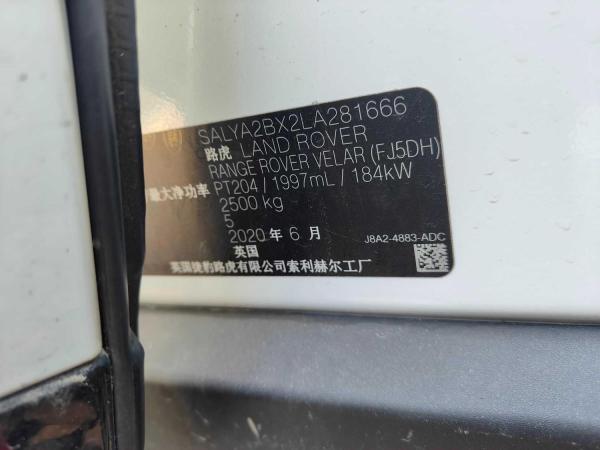 SALYA2BX2LA281666
路虎 LAND ROVER
RANGE ROVER VELAR (FJ5DH)
最大净功率 PT204 / 1997mL / 184kW
2500 kg
5
2020 年 6 月 J8A2-4883-ADC
英国
英国捷豹路虎有限公司索利赫尔工厂